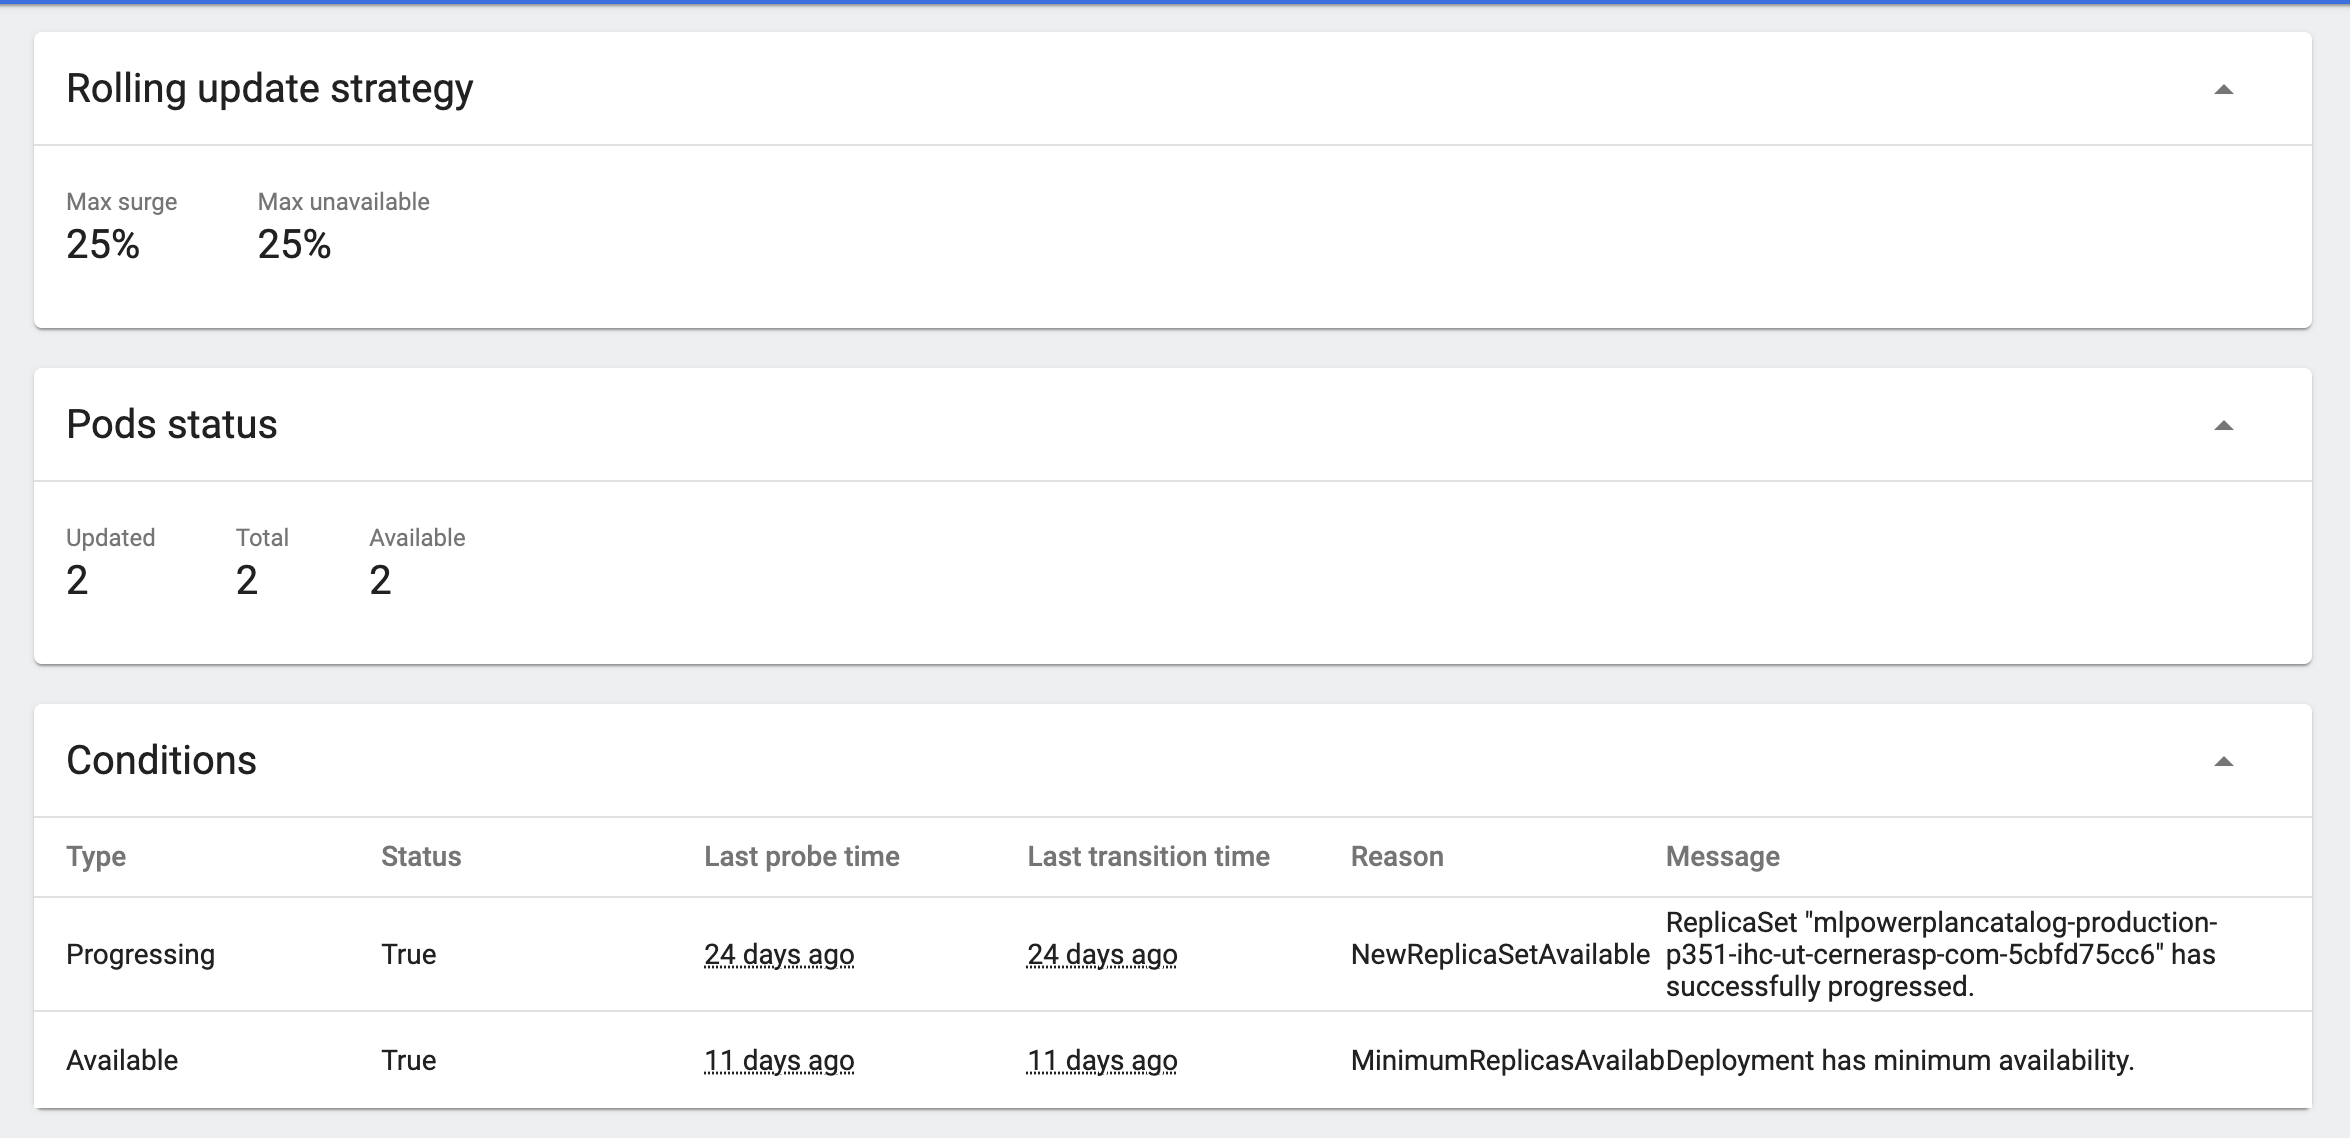 Rolling update strategy
Max surge Max unavailable
25% 25%
Pods status
Updated Total Available
2 2 2
Conditions
Type Status Last probe time Last transition time Reason Message
Progressing True 24 days ago 24 days ago NewReplicaSetAvailable ReplicaSet "mlpowerplancatalog-production-
p351-ihc-ut-cernerasp-com-5cbfd75cc6" has
successfully progressed.
Available True 11 days ago 11 days ago MinimumReplicasAvailab Deployment has minimum availability.